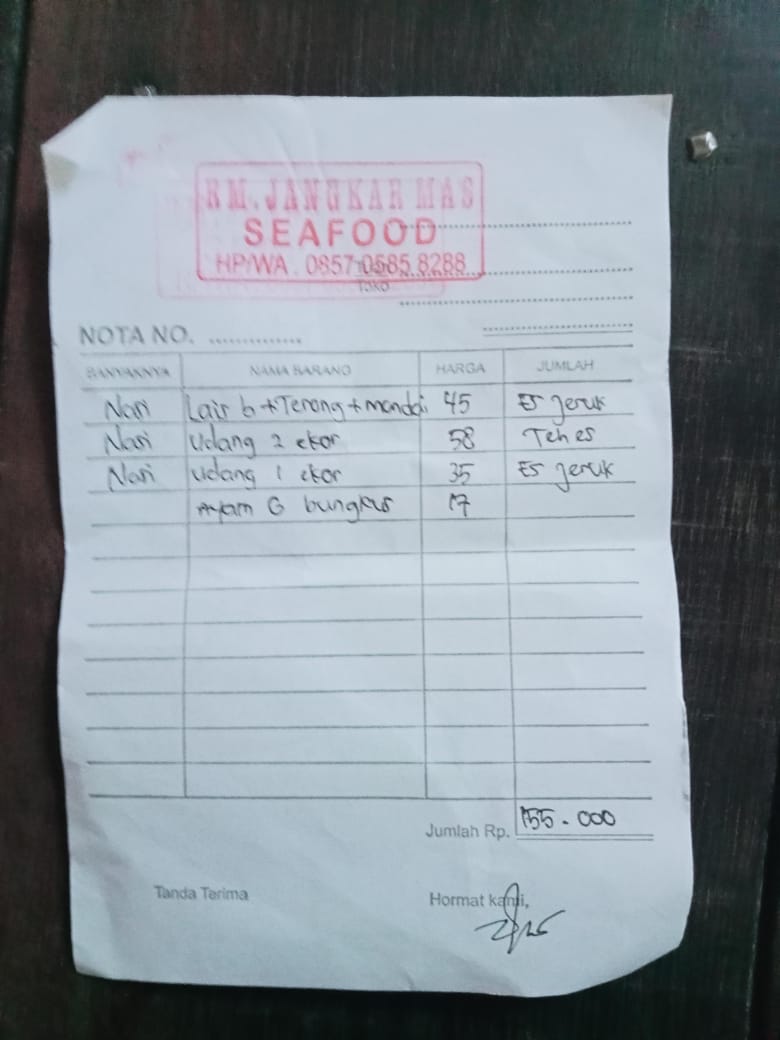 RM. JANGKAR MAS
SEAFOOD
HP/WA . 0857 0585 8288
Toko
NOTA NO. ..............
BANYAKNYA NAMA BARANG HARGA JUMLAH
Nasi Lais b + Terong + mandai 45 Es Jeruk
Nasi Udang 2 ekor 58 Teh es
Nasi Udang 1 ekor 35 Es Jeruk
Ayam G bungkus 17
Jumlah Rp. 155.000
Tanda Terima Hormat kami,